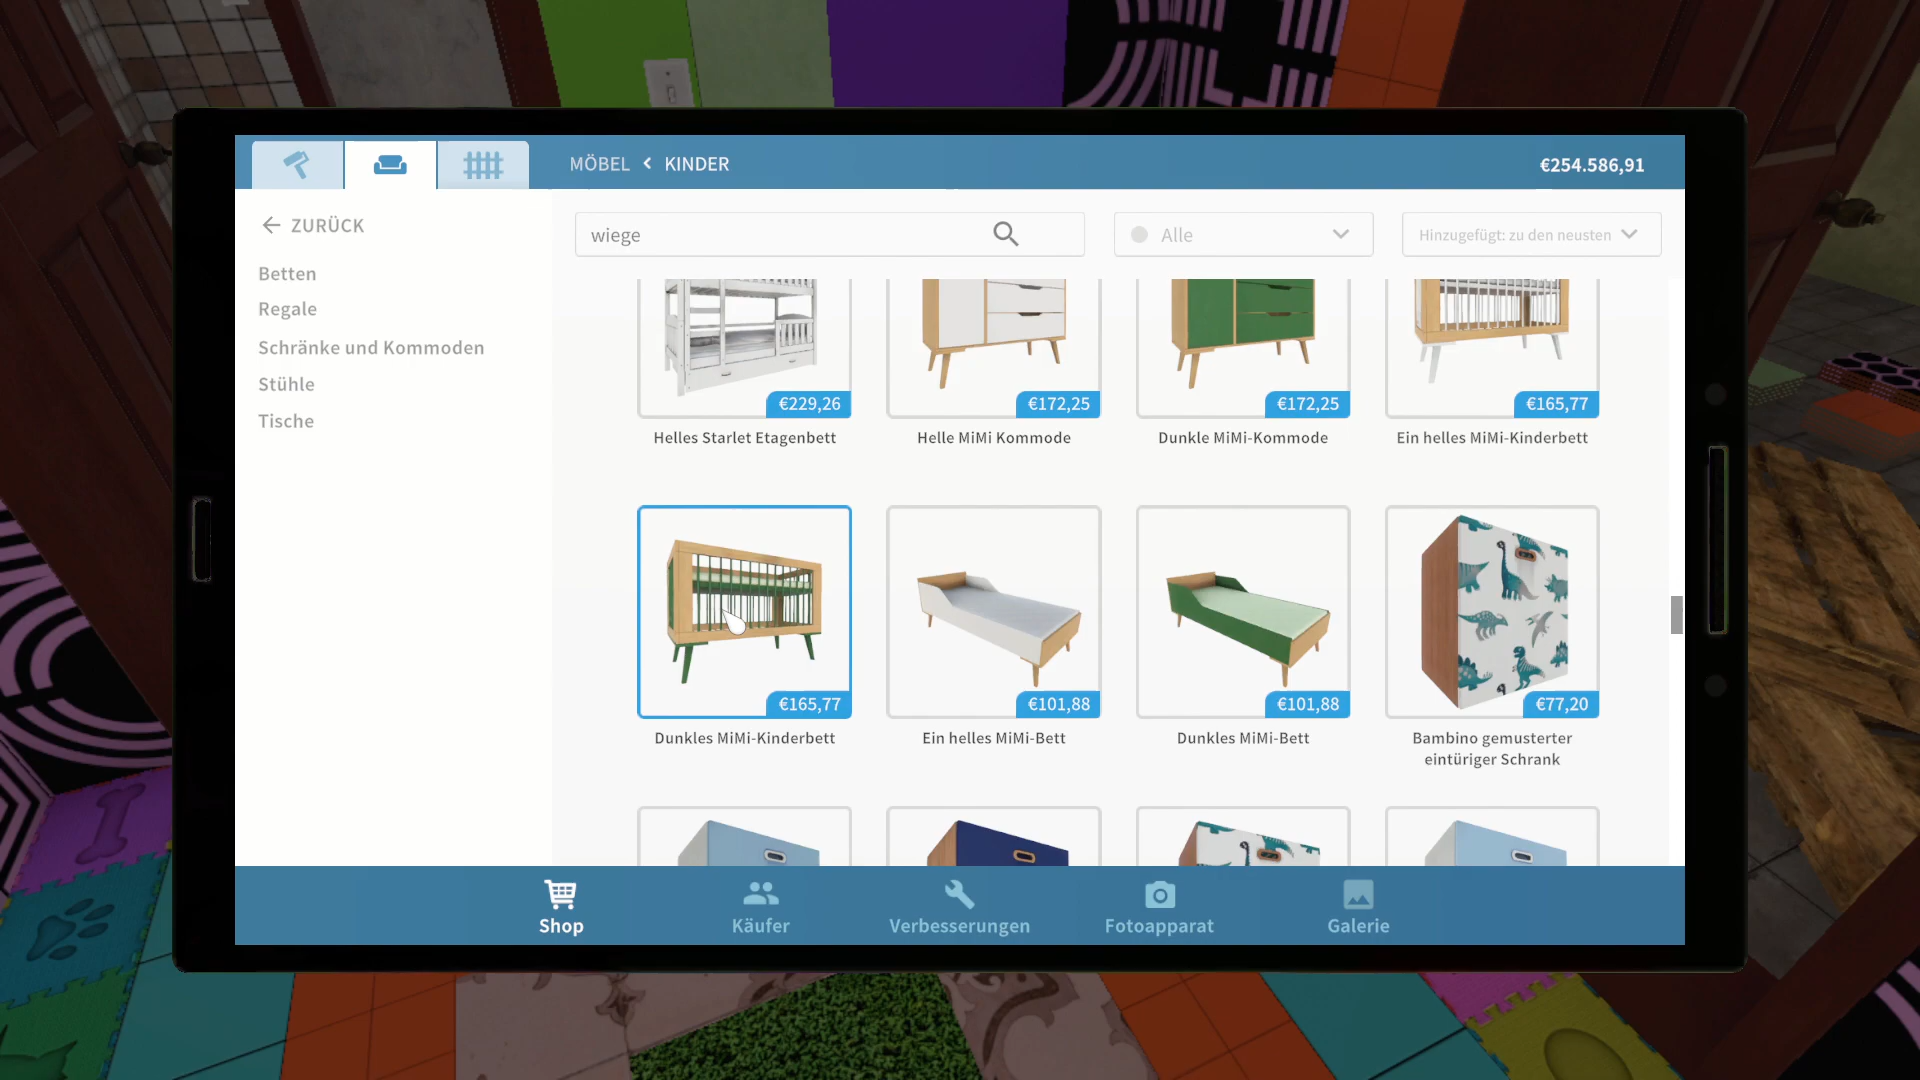 MÖBEL < KINDER
€254.586,91
ZURÜCK
wiege
Alle
Hinzugefügt: zu den neusten
Betten
Regale
Schränke und Kommoden
Stühle
Tische
€229,26
€172,25
€172,25
€165,77
Helles Starlet Etagenbett
Helle MiMi Kommode
Dunkle MiMi-Kommode
Ein helles MiMi-Kinderbett
€165,77
€101,88
€101,88
€77,20
Dunkles MiMi-Kinderbett
Ein helles MiMi-Bett
Dunkles MiMi-Bett
Bambino gemusterter
eintüriger Schrank
Shop
Käufer
Verbesserungen
Fotoapparat
Galerie